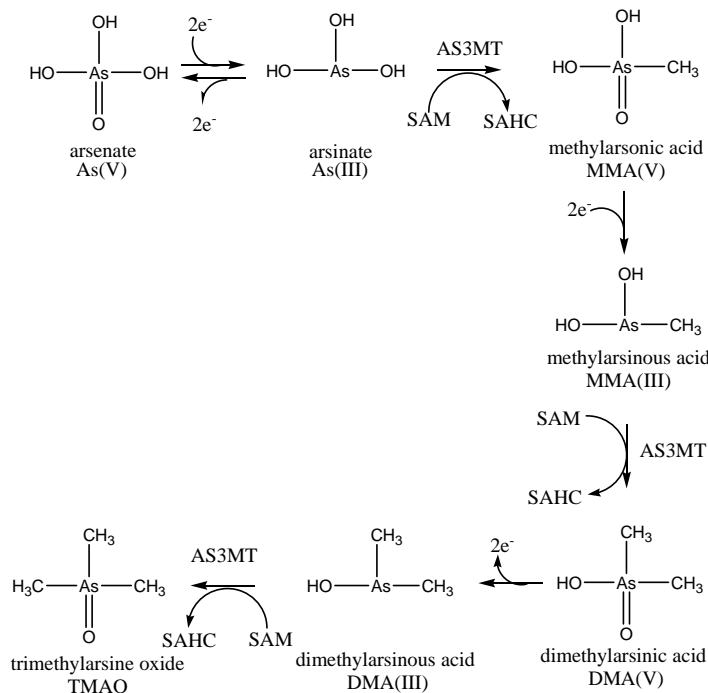 OH
OH
2e-
OH
AS3MT
HO As OH
HO As OH
HO As CH3
O
2e-
SAM
SAHC
O
arsenate
As(V)
arsinate
As(III)
methylarsonic acid
MMA(V)
2e-
OH
HO As CH3
methylarsinous acid
MMA(III)
SAM
AS3MT
SAHC
CH3
AS3MT
CH3
2e-
CH3
H3C As CH3
HO As CH3
HO As CH3
O
SAHC
SAM
O
trimethylarsine oxide
TMAO
dimethylarsinous acid
DMA(III)
dimethylarsinic acid
DMA(V)